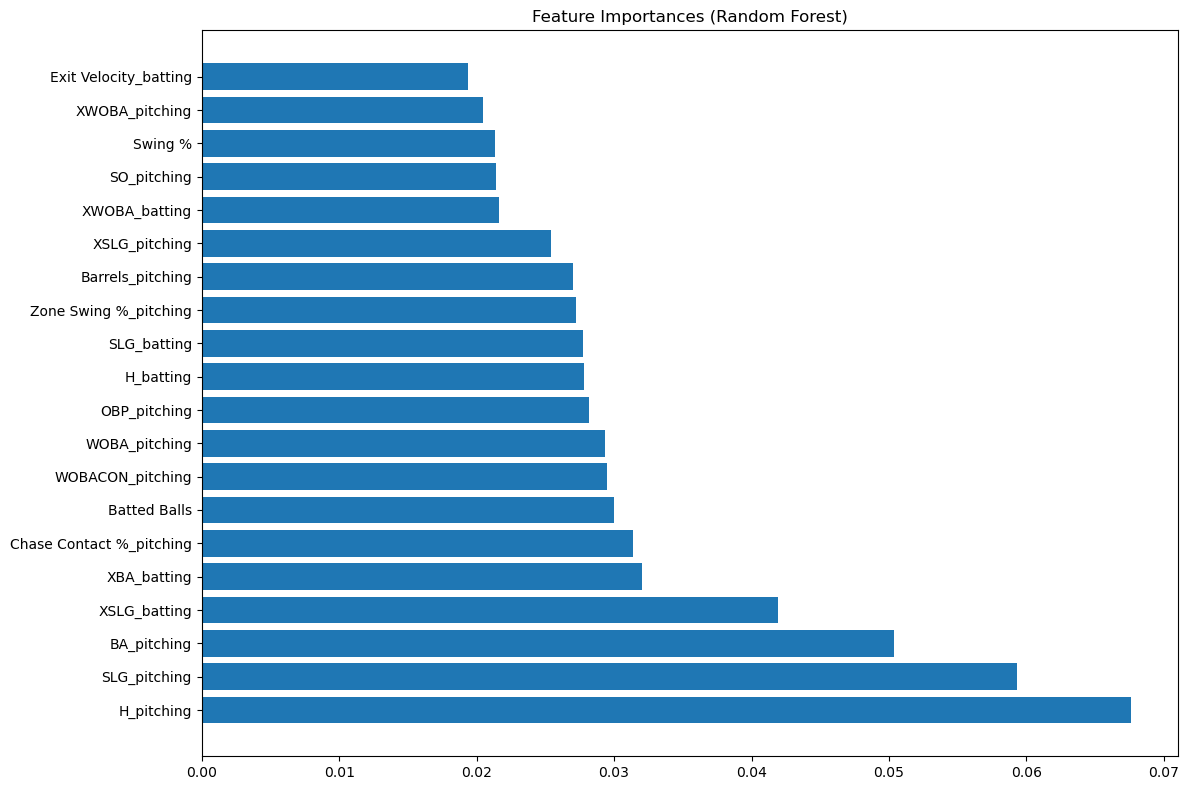 Feature Importances (Random Forest)
Exit Velocity_batting
XWOBA_pitching
Swing %
SO_pitching
XWOBA_batting
XSLG_pitching
Barrels_pitching
Zone Swing %_pitching
SLG_batting
H_batting
OBP_pitching
WOBA_pitching
WOBACON_pitching
Batted Balls
Chase Contact %_pitching
XBA_batting
XSLG_batting
BA_pitching
SLG_pitching
H_pitching
0.00 0.01 0.02 0.03 0.04 0.05 0.06 0.07